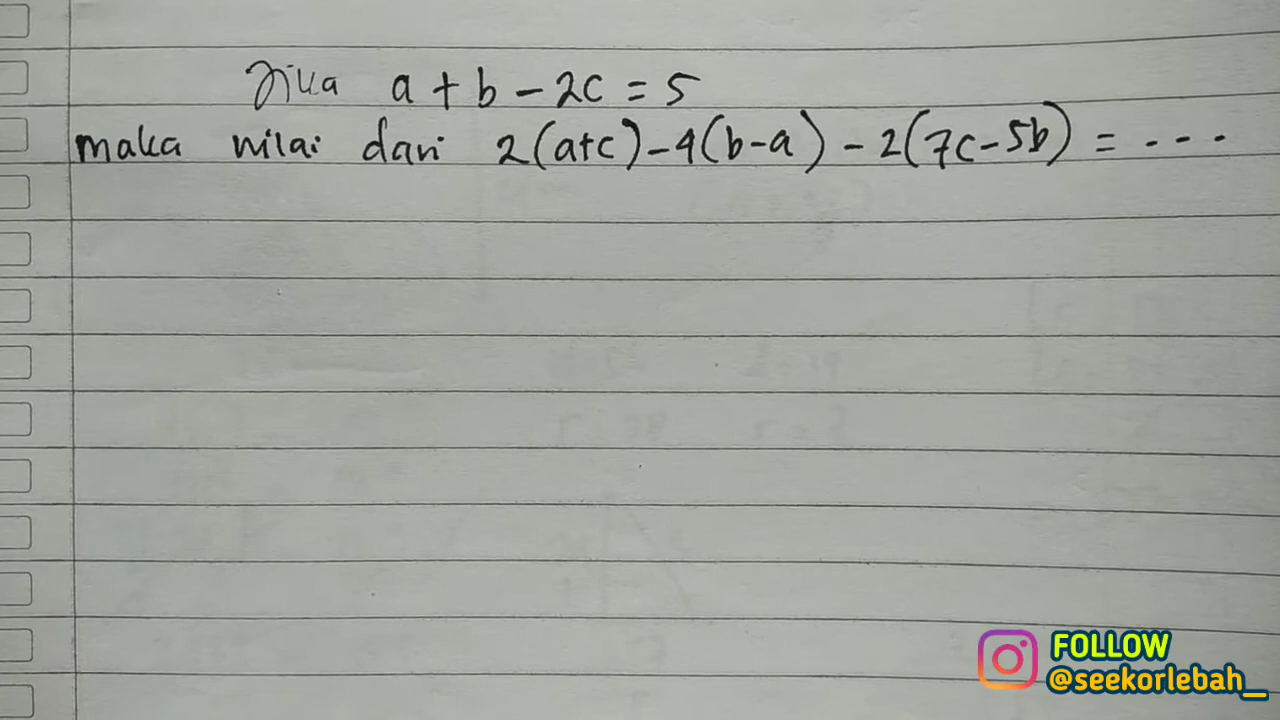 Jika a + b - 2c = 5
maka nilai dari 2(a+c) - 4(b-a) - 2(7c-5b) = ...
FOLLOW
@seekorlebah_